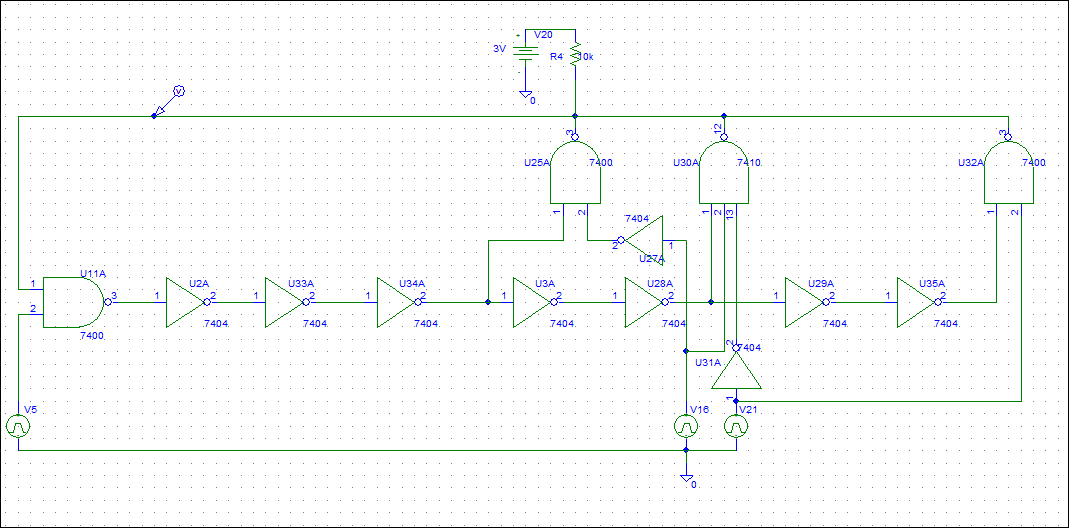 + V20
3V
R4 10k
-
0
V
3 12 3
U25A 7400 U30A 7410 U32A 7400
1 2 1 2 13 1 2
7404
2 1
U27A
U11A
1 3
2
7400
U2A
1 2
7404
U33A
1 2
7404
U34A
1 2
7404
U3A
1 2
7404
U28A
1 2
7404
U29A
1 2
7404
U35A
1 2
7404
2 7404
U31A
1
V5 V16 V21
0